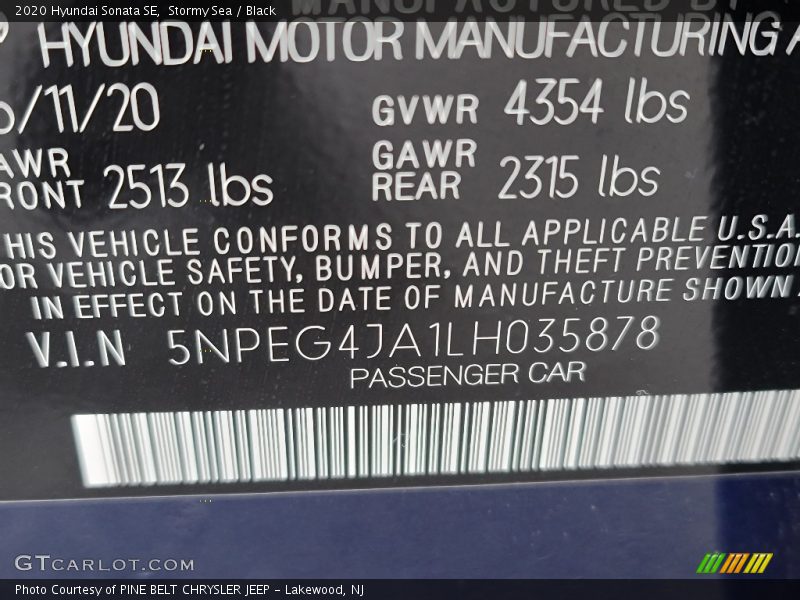 2020 Hyundai Sonata SE, Stormy Sea / Black
MANUFACTURED BY
HYUNDAI MOTOR MANUFACTURING A
/11/20
GVWR 4354 lbs
AWR
RONT 2513 lbs
GAWR
REAR 2315 lbs
HIS VEHICLE CONFORMS TO ALL APPLICABLE U.S.A.
OR VEHICLE SAFETY, BUMPER, AND THEFT PREVENTION
IN EFFECT ON THE DATE OF MANUFACTURE SHOWN
V.I.N 5NPEG4JA1LH035878
PASSENGER CAR
GTCARLOT.COM
Photo Courtesy of PINE BELT CHRYSLER JEEP - Lakewood, NJ